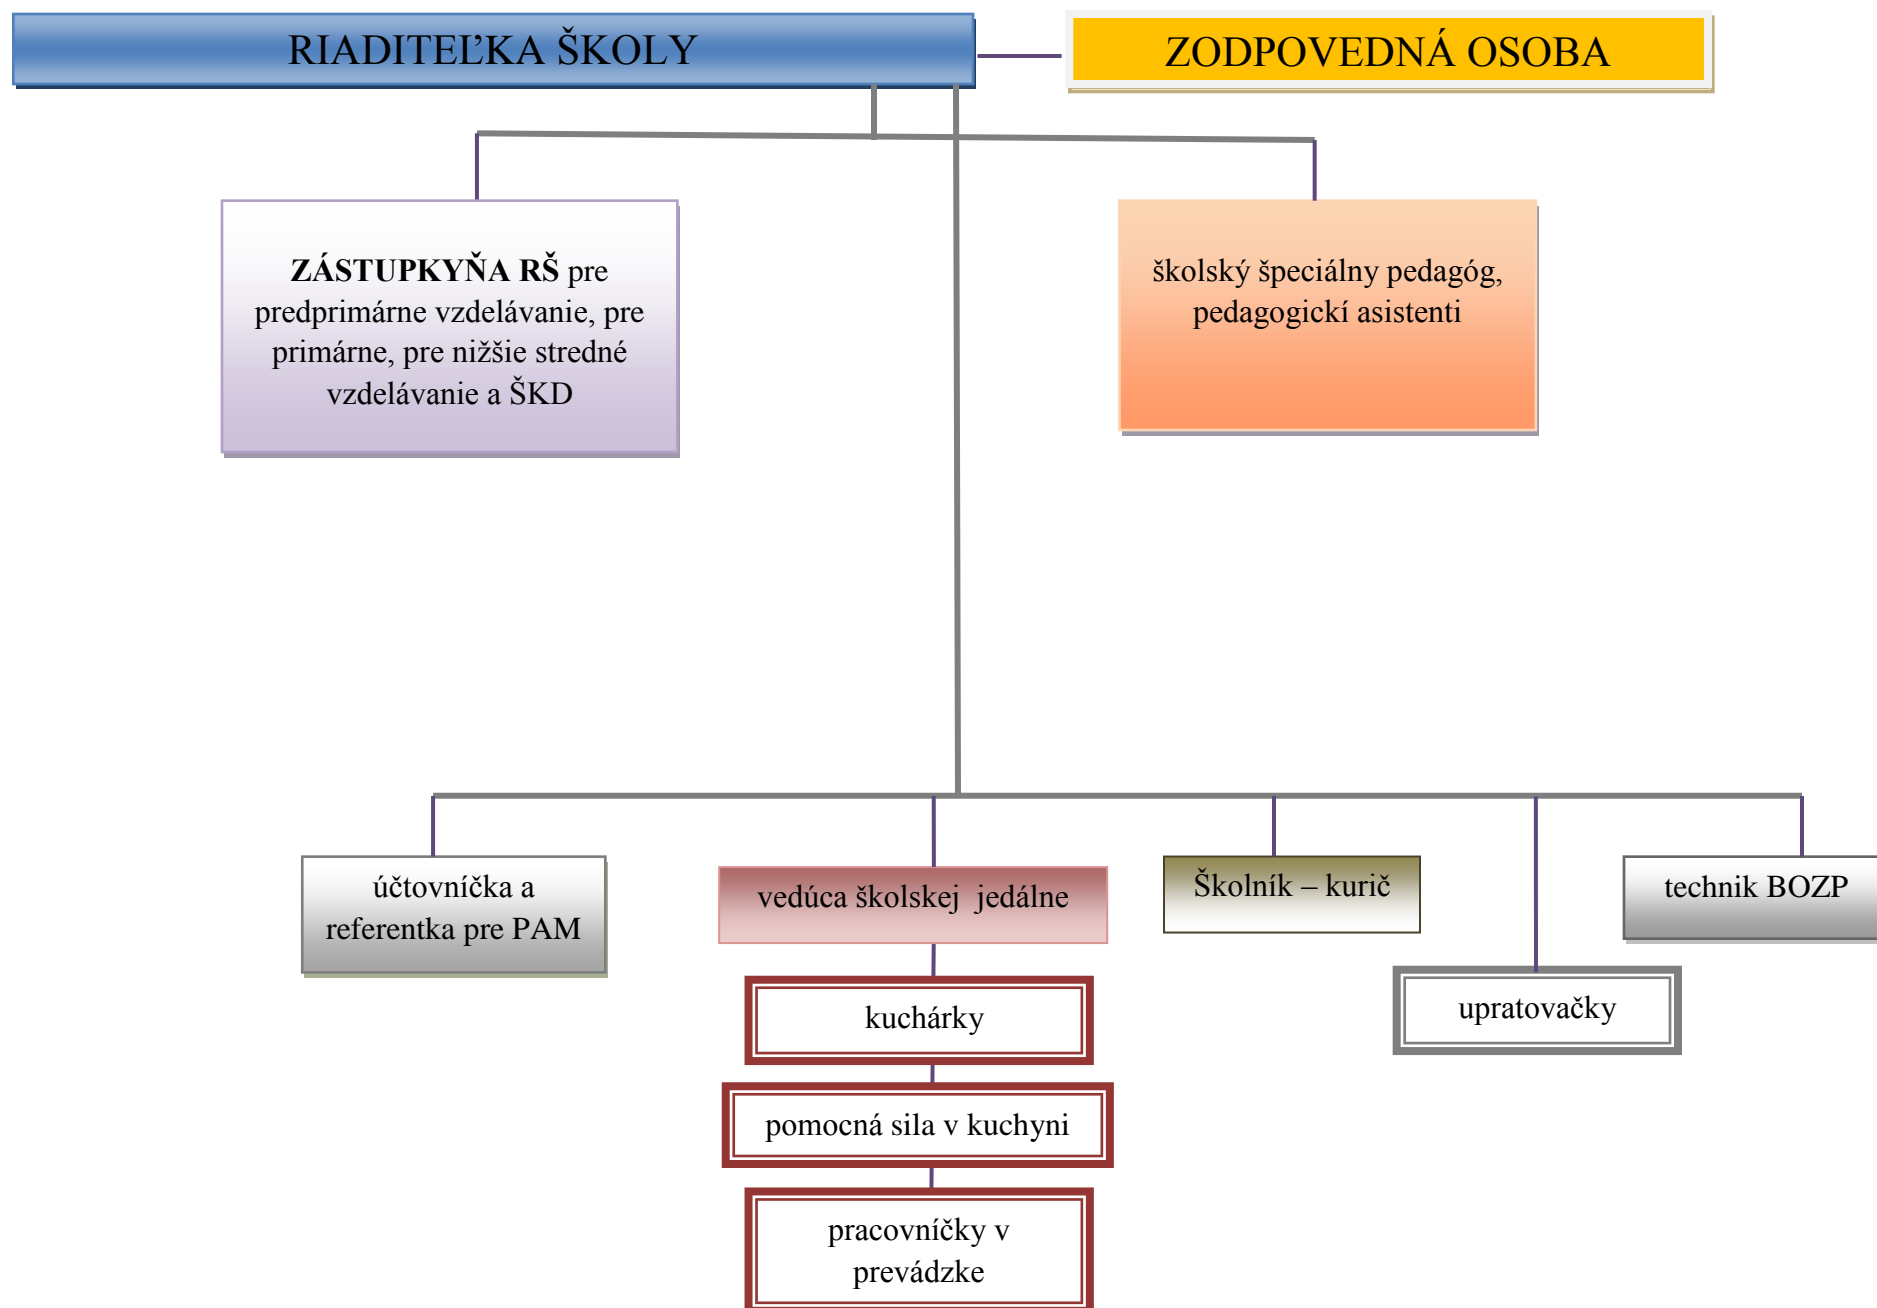 RIADITEĽKA ŠKOLY
ZODPOVEDNÁ OSOBA
ZÁSTUPKYŇA RŠ pre
predprimárne vzdelávanie, pre
primárne, pre nižšie stredné
vzdelávanie a ŠKD
školský špeciálny pedagóg,
pedagogickí asistenti
účtovníčka a
referentka pre PAM
vedúca školskej jedálne
Školník – kurič
technik BOZP
kuchárky
upratovačky
pomocná sila v kuchyni
pracovníčky v
prevádzke